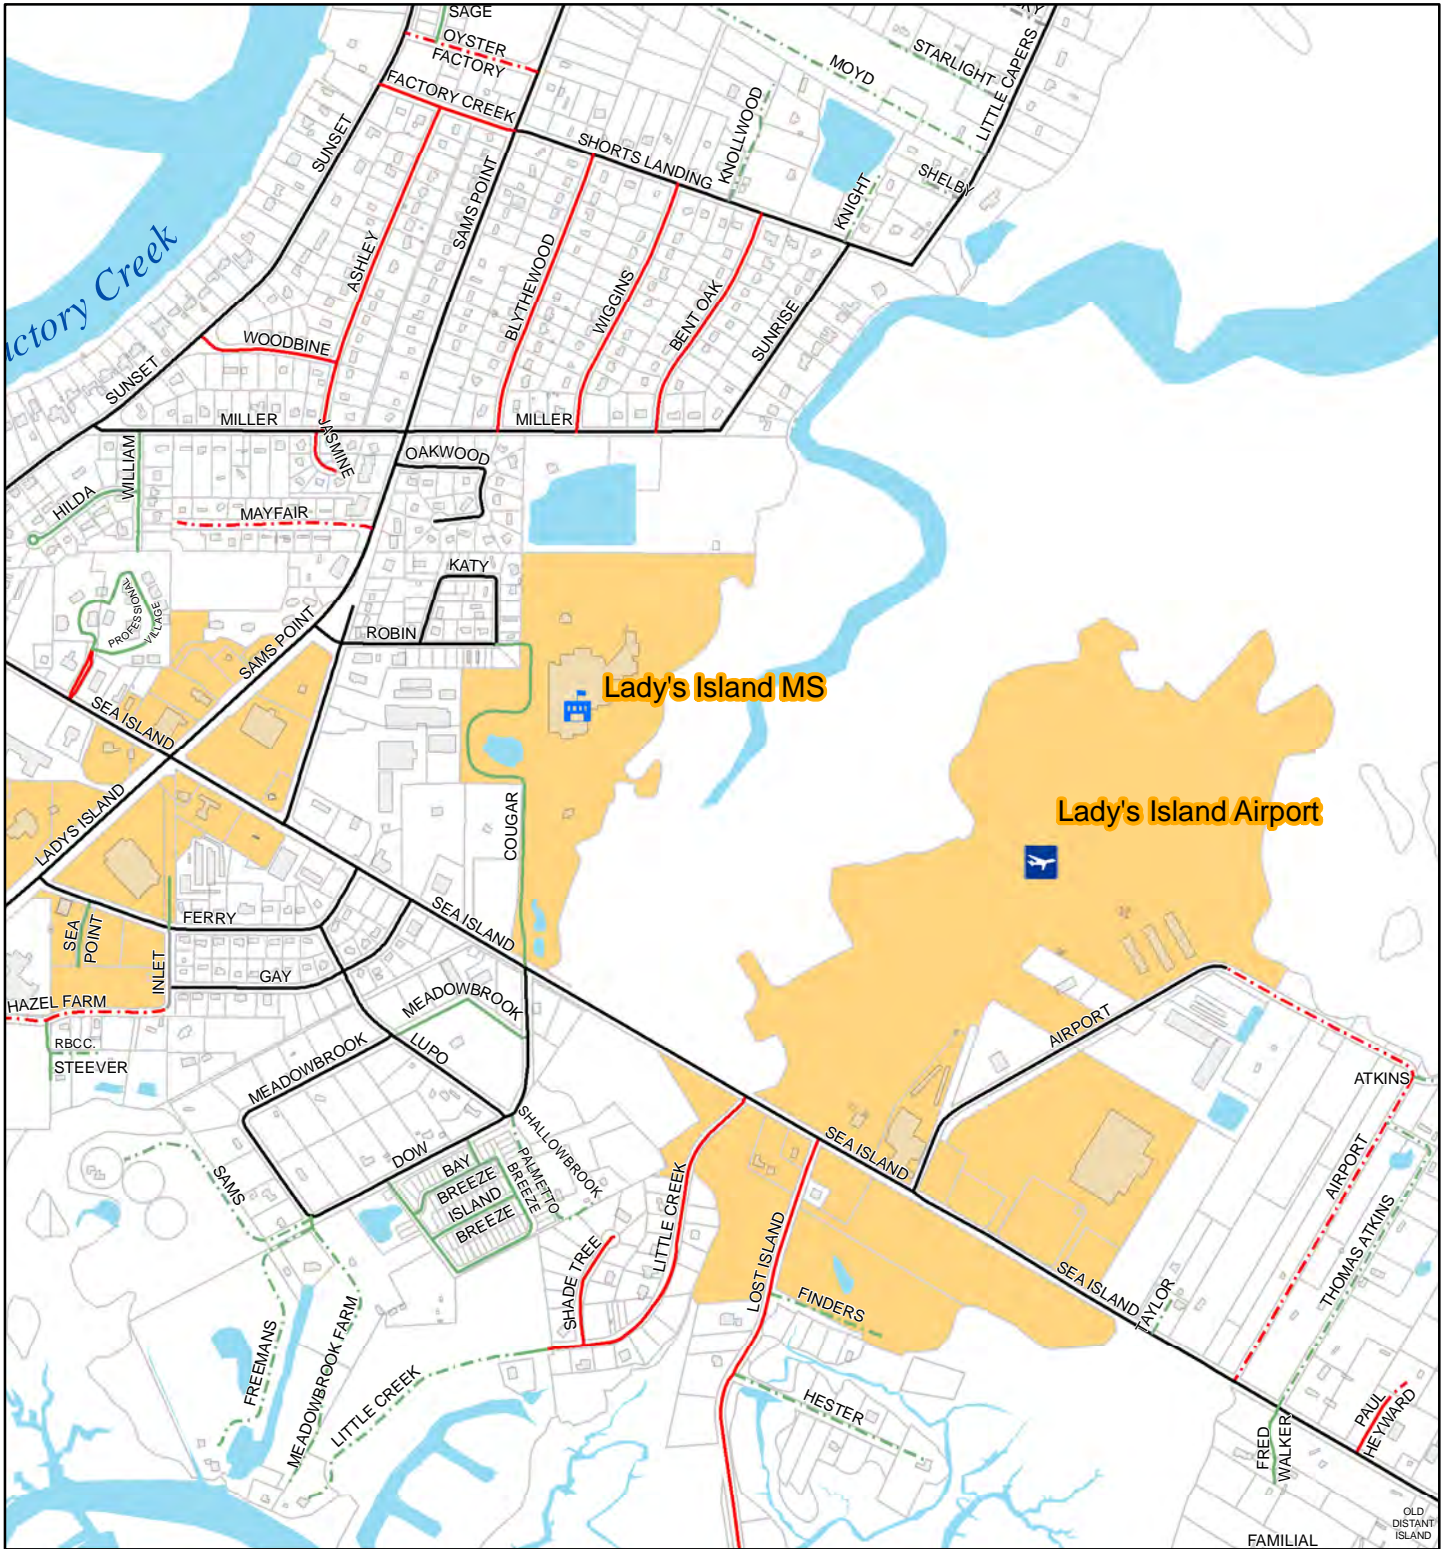 SAGE
OYSTER
FACTORY
FACTORY CREEK
SUNSET
MOYD
STARLIGHT
LITTLE CAPERS
KNOLLWOOD
SHORTS LANDING
SHELBY
KNIGHT
SAMS POINT
ASHLEY
BLYTHEWOOD
WIGGINS
BENT OAK
SUNRISE
actory Creek
WOODBINE
SUNSET
MILLER
MILLER
JASMINE
WILLIAM
OAKWOOD
HILDA
MAYFAIR
KATY
PROFESSIONAL
VILLAGE
ROBIN
SAMS POINT
Lady's Island MS
SEA ISLAND
LADYS ISLAND
COUGAR
Lady's Island Airport
FERRY
SEA
POINT
INLET
SEA ISLAND
GAY
HAZEL FARM
MEADOWBROOK
AIRPORT
RBCC.
STEEVER
LUPO
MEADOWBROOK
ATKINS
SHALLOWBROOK
DOW
SEA ISLAND
BAY
BREEZE
PALMETTO
BREEZE
ISLAND
BREEZE
SAMS
LITTLE CREEK
AIRPORT
THOMAS ATKINS
SHADE TREE
LOST ISLAND
FINDERS
SEA ISLAND
TAYLOR
FREEMANS
MEADOWBROOK FARM
LITTLE CREEK
HESTER
PAUL
HEYWARD
FRED
WALKER
OLD
DISTANT
ISLAND
FAMILIAL